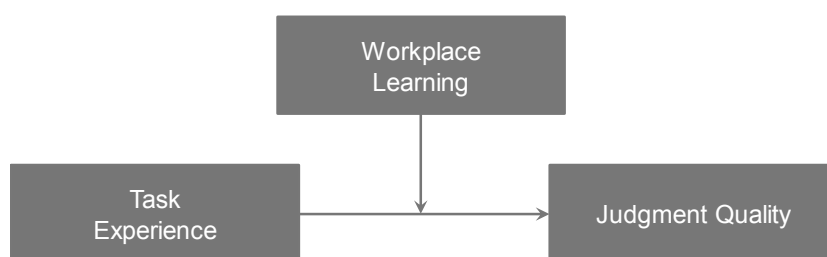 Workplace
Learning
Task
Experience
Judgment Quality